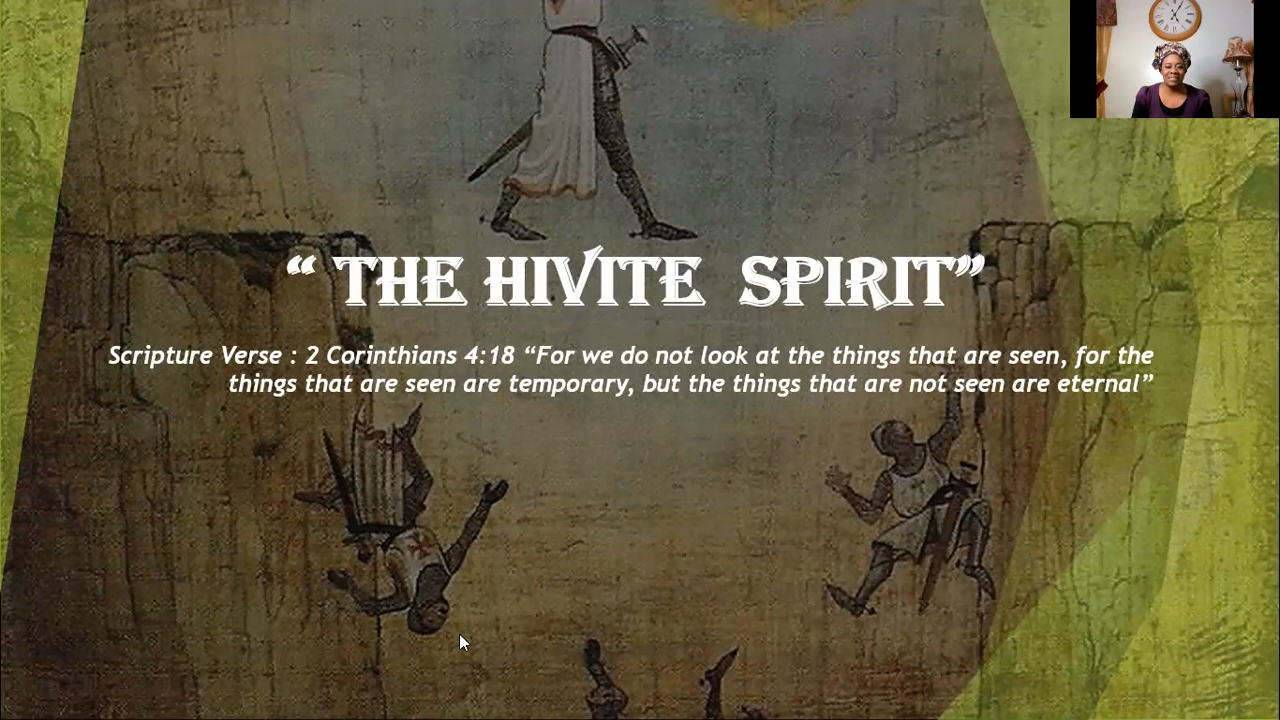 “ THE HIVITE SPIRIT”
Scripture Verse : 2 Corinthians 4:18 “For we do not look at the things that are seen, for the
things that are seen are temporary, but the things that are not seen are eternal”